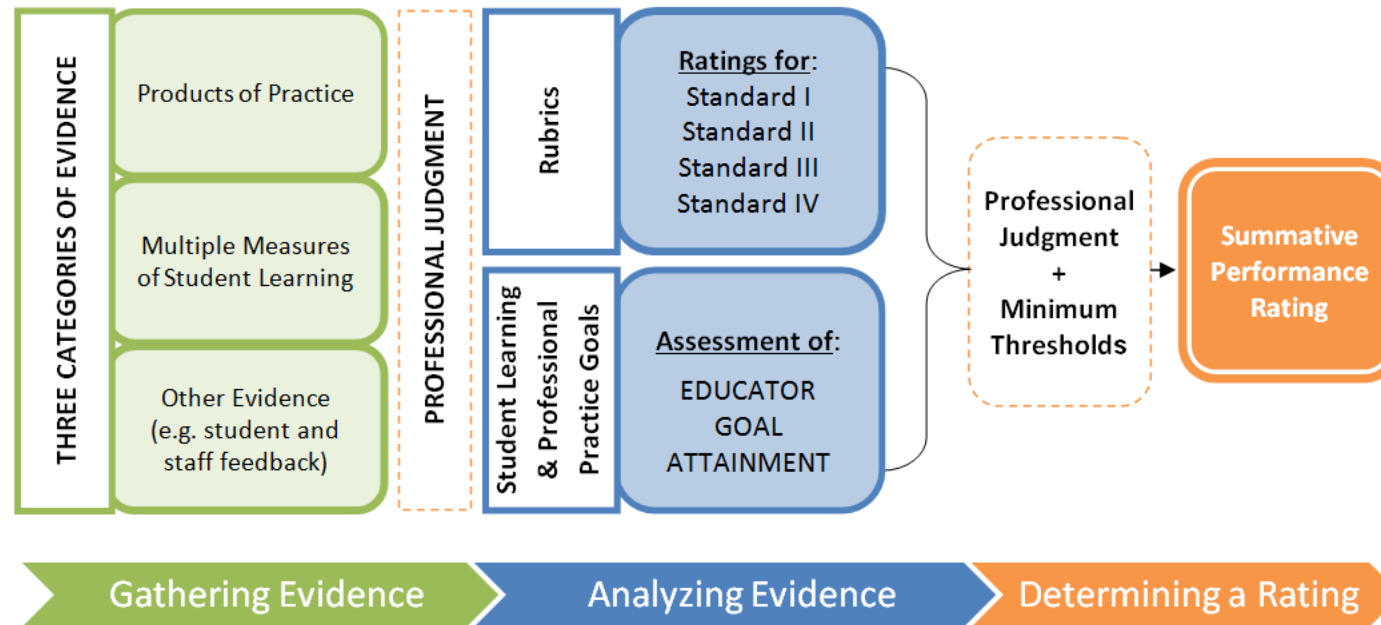 THREE CATEGORIES OF EVIDENCE
Products of Practice
Multiple Measures
of Student Learning
Other Evidence
(e.g. student and
staff feedback)
PROFESSIONAL JUDGMENT
Rubrics
Ratings for:
Standard I
Standard II
Standard III
Standard IV
Student Learning
& Professional
Practice Goals
Assessment of:
EDUCATOR
GOAL
ATTAINMENT
Professional
Judgment
+
Minimum
Thresholds
Summative
Performance
Rating
Gathering Evidence
Analyzing Evidence
Determining a Rating